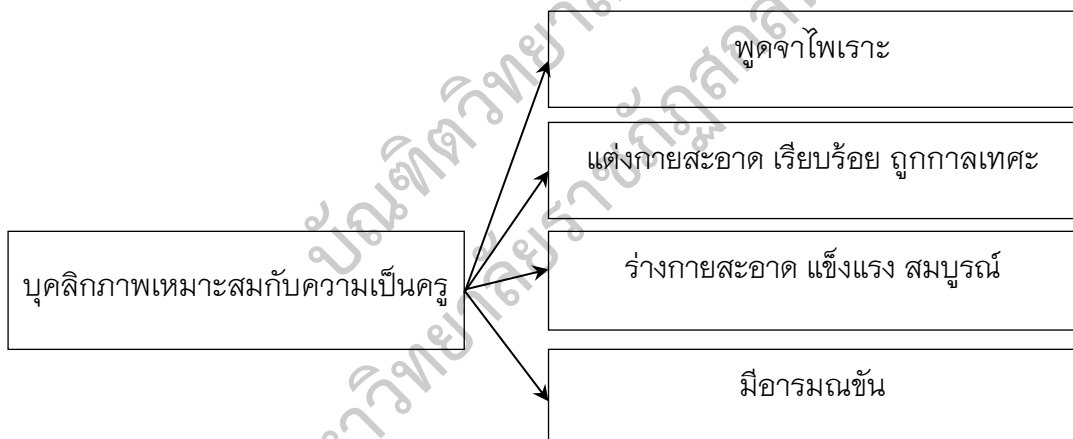 พูดจาไพเราะ
แต่งกายสะอาด เรียบร้อย ถูกกาลเทศะ
บุคลิกภาพเหมาะสมกับความเป็นครู
ร่างกายสะอาด แข็งแรง สมบูรณ์
มีอารมณขัน